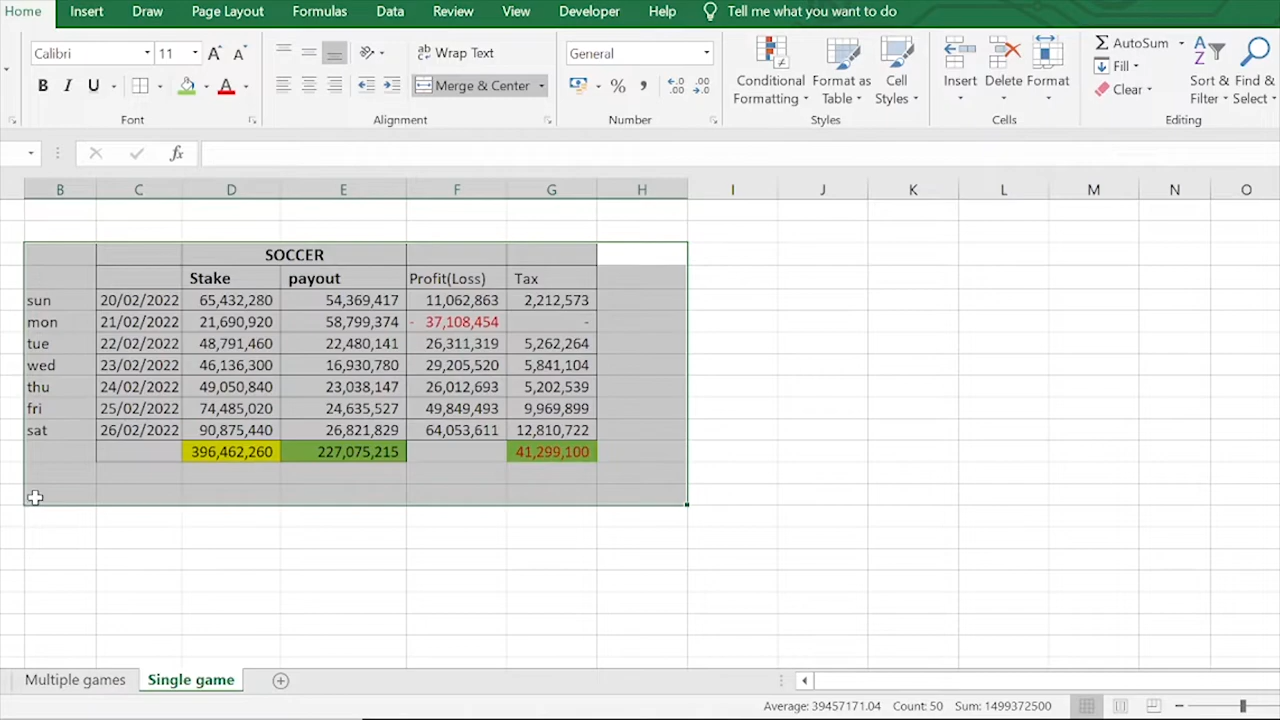 Home Insert Draw Page Layout Formulas Data Review View Developer Help Tell me what you want to do
Calibri 11 A A ab Wrap Text General AutoSum
B I U A Merge & Center % , Conditional Formatting Format as Table Cell Styles Insert Delete Format Fill Clear Sort & Filter Find & Select
Font Alignment Number Styles Cells Editing
fx
B C D E F G H I J K L M N O
SOCCER
Stake payout Profit(Loss) Tax
sun 20/02/2022 65,432,280 54,369,417 11,062,863 2,212,573
mon 21/02/2022 21,690,920 58,799,374 - 37,108,454 -
tue 22/02/2022 48,791,460 22,480,141 26,311,319 5,262,264
wed 23/02/2022 46,136,300 16,930,780 29,205,520 5,841,104
thu 24/02/2022 49,050,840 23,038,147 26,012,693 5,202,539
fri 25/02/2022 74,485,020 24,635,527 49,849,493 9,969,899
sat 26/02/2022 90,875,440 26,821,829 64,053,611 12,810,722
396,462,260 227,075,215 41,299,100
Multiple games Single game
Average: 39457171.04 Count: 50 Sum: 1499372500